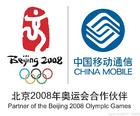 Beijing 2008
中国移动通信
CHINA MOBILE
北京2008年奥运会合作伙伴
Partner of the Beijing 2008 Olympic Games